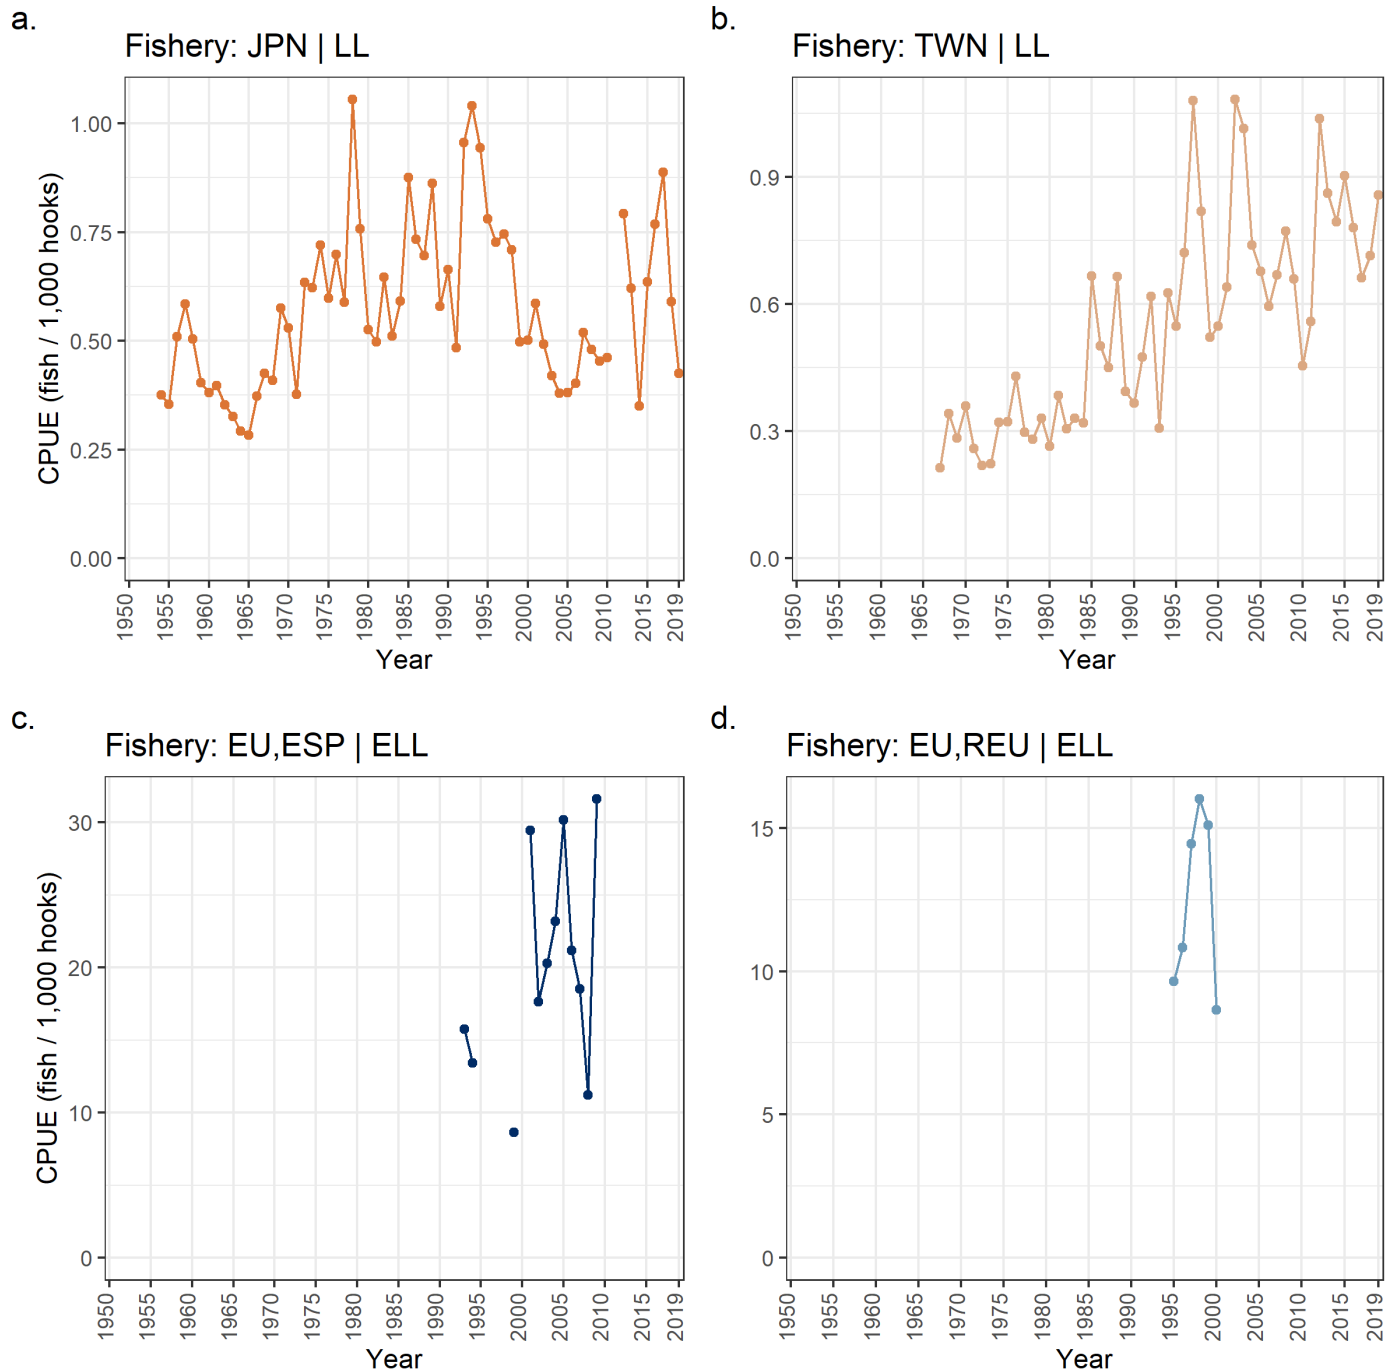 a.
Fishery: JPN | LL
CPUE (fish / 1,000 hooks)
1.00
0.75
0.50
0.25
0.00
1950 1955 1960 1965 1970 1975 1980 1985 1990 1995 2000 2005 2010 2015 2019
Year
b.
Fishery: TWN | LL
0.9
0.6
0.3
0.0
1950 1955 1960 1965 1970 1975 1980 1985 1990 1995 2000 2005 2010 2015 2019
Year
c.
Fishery: EU,ESP | ELL
CPUE (fish / 1,000 hooks)
30
20
10
0
1950 1955 1960 1965 1970 1975 1980 1985 1990 1995 2000 2005 2010 2015 2019
Year
d.
Fishery: EU,REU | ELL
15
10
5
0
1950 1955 1960 1965 1970 1975 1980 1985 1990 1995 2000 2005 2010 2015 2019
Year